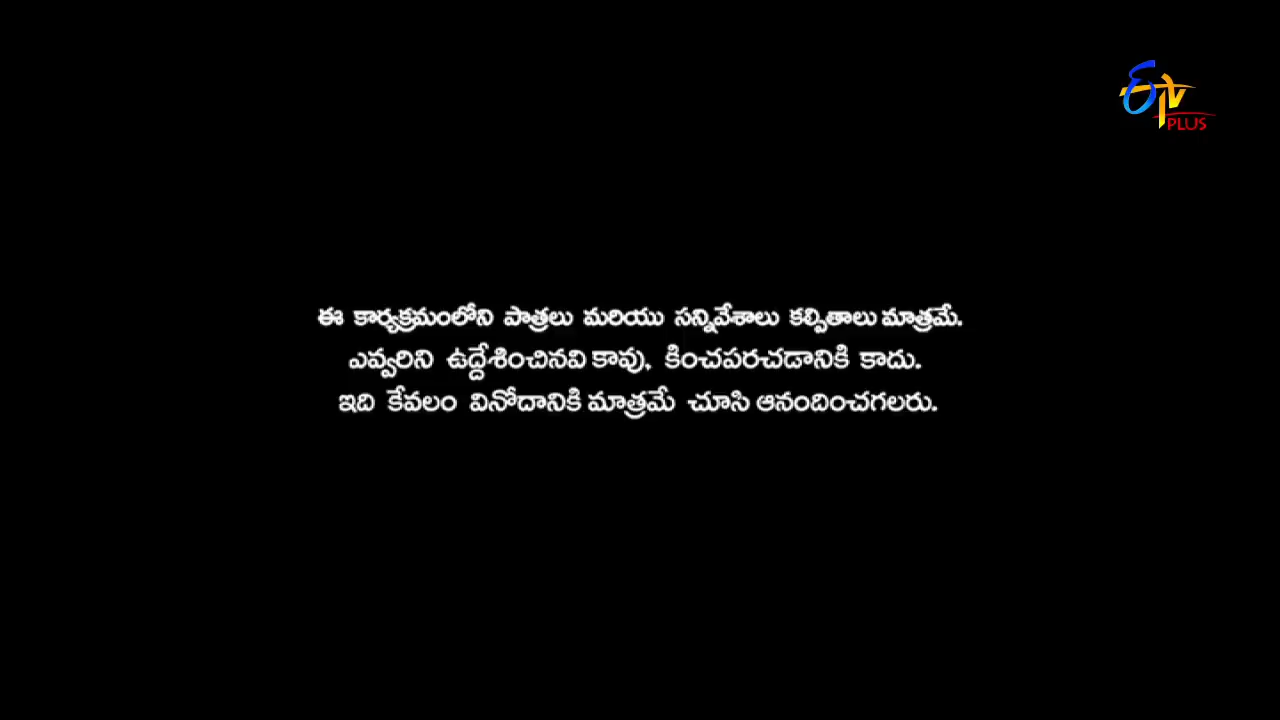 ETV
PLUS
ఈ కార్యక్రమంలోని పాత్రలు మరియు సన్నివేశాలు కల్పితాలు మాత్రమే.
ఎవ్వరిని ఉద్దేశించినవి కావు. కించపరచడానికి కాదు.
ఇది కేవలం వినోదానికి మాత్రమే చూసి ఆనందించగలరు.